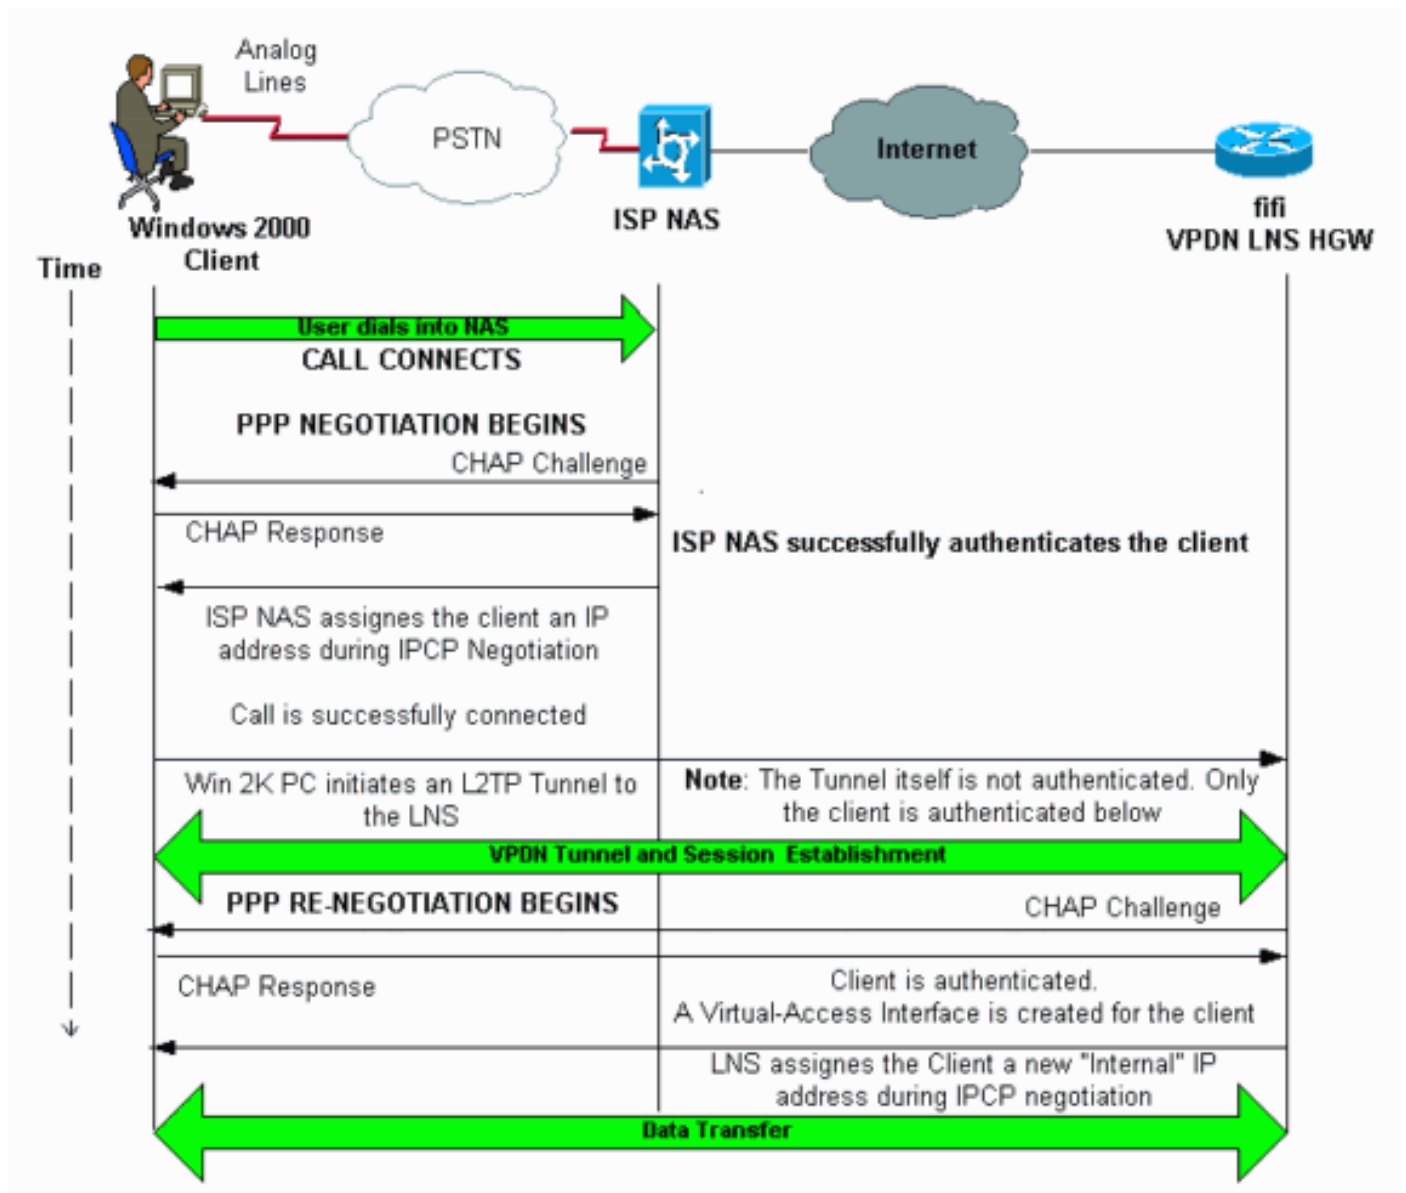 Analog
Lines
PSTN
Internet
ISP NAS
fifi
VPDN LNS HGW
Windows 2000
Client
Time
User dials into NAS
CALL CONNECTS
PPP NEGOTIATION BEGINS
CHAP Challenge
CHAP Response
ISP NAS successfully authenticates the client
ISP NAS assignes the client an IP
address during IPCP Negotiation
Call is successfully connected
Win 2K PC initiates an L2TP Tunnel to
the LNS
Note: The Tunnel itself is not authenticated. Only
the client is authenticated below
VPDN Tunnel and Session Establishment
PPP RE-NEGOTIATION BEGINS
CHAP Challenge
CHAP Response
Client is authenticated.
A Virtual-Access Interface is created for the client
LNS assignes the Client a new "Internal" IP
address during IPCP negotiation
Data Transfer